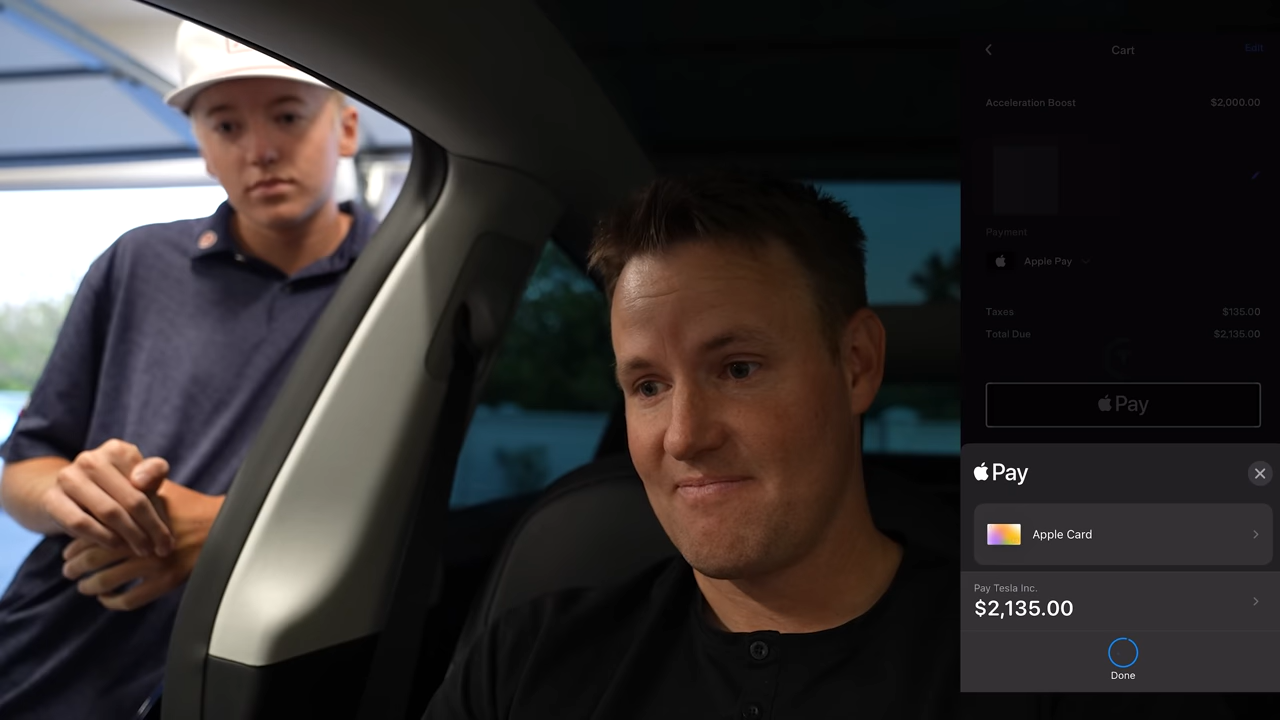 Cart
Edit
Acceleration Boost
$2,000.00
Payment
Apple Pay
Taxes
$135.00
Total Due
$2,135.00
Pay
Pay
Apple Card
Pay Tesla Inc.
$2,135.00
Done